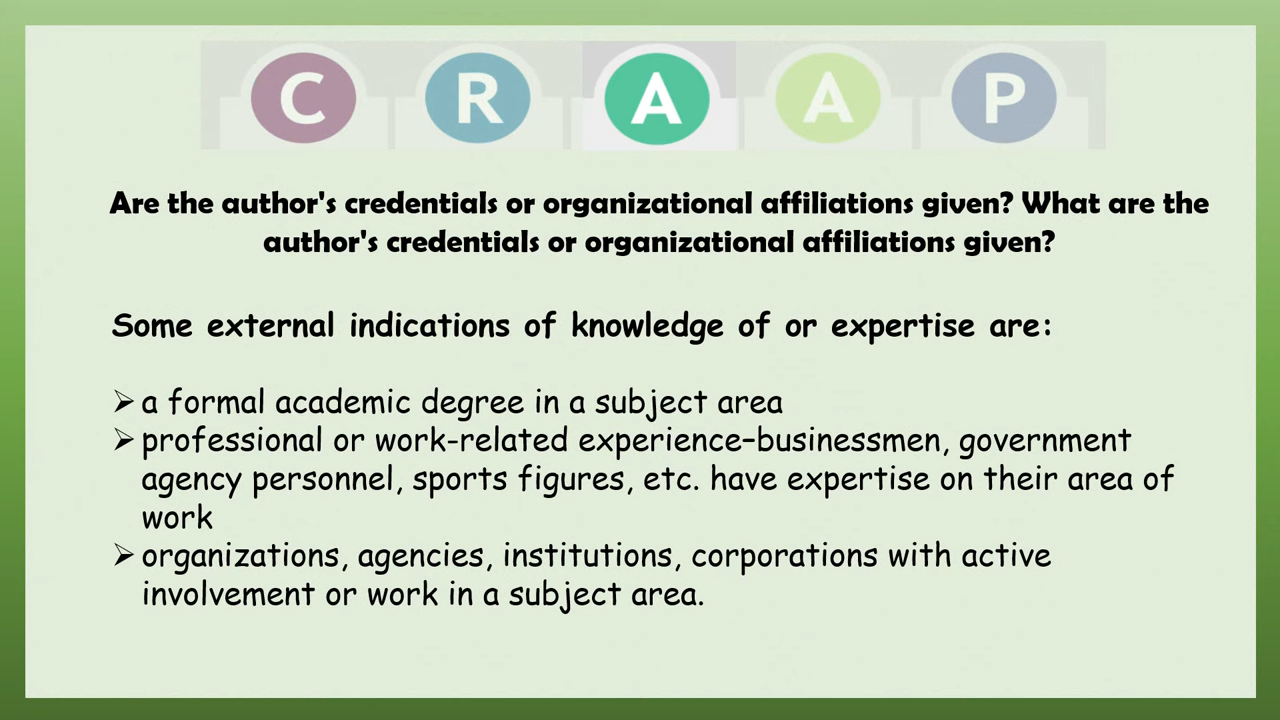 C R A A P
Are the author's credentials or organizational affiliations given? What are the
author's credentials or organizational affiliations given?
Some external indications of knowledge of or expertise are:
➢ a formal academic degree in a subject area
➢ professional or work-related experience–businessmen, government
agency personnel, sports figures, etc. have expertise on their area of
work
➢ organizations, agencies, institutions, corporations with active
involvement or work in a subject area.